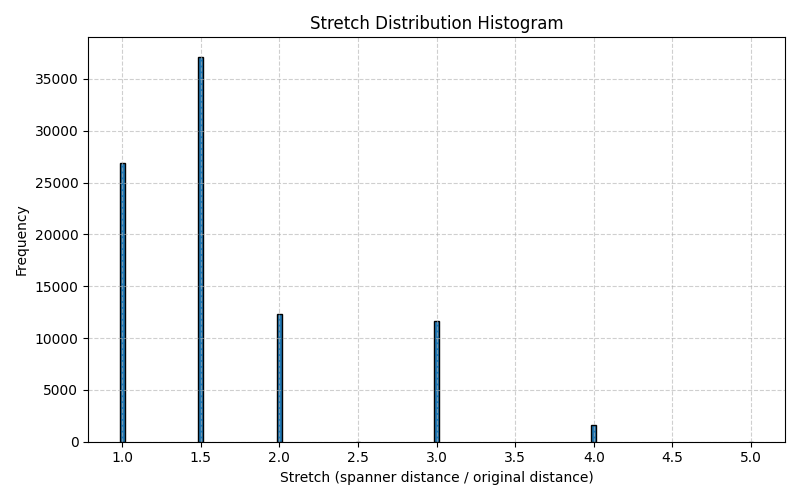 Stretch Distribution Histogram
Frequency
35000
30000
25000
20000
15000
10000
5000
0
1.0 1.5 2.0 2.5 3.0 3.5 4.0 4.5 5.0
Stretch (spanner distance / original distance)